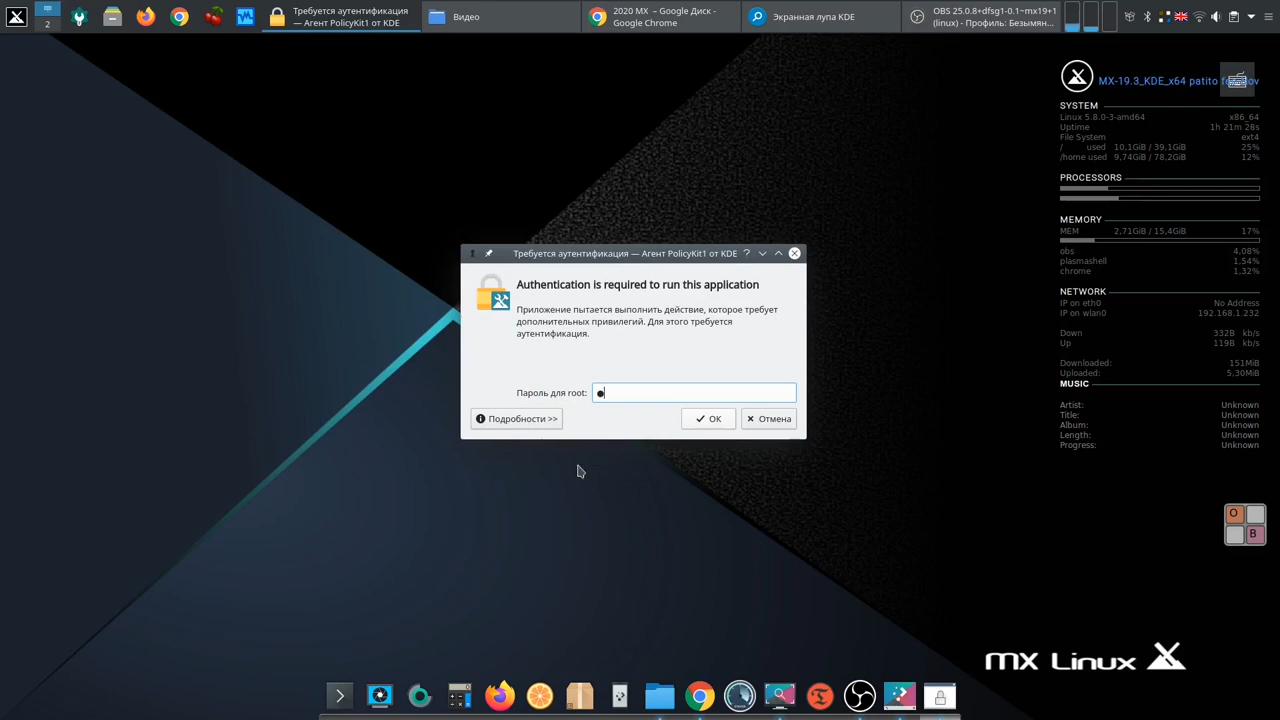 2
Требуется аутентификация
— Агент PolicyKit1 от KDE
Видео
2020 MX – Google Диск -
Google Chrome
Экранная лупа KDE
OBS 25.0.8+dfsg1-0.1~mx19+1
(linux) - Профиль: Безымян...
MX-19.3_KDE_x64 patito
SYSTEM
Linux 5.8.0-3-amd64 x86_64
Uptime 1h 21m 28s
File System ext4
/ used 10,1GiB / 39,1GiB 25%
/home used 9,74GiB / 78,2GiB 12%
PROCESSORS
MEMORY
MEM 2,71GiB / 15,4GiB 17%
obs 4,08%
plasmashell 1,54%
chrome 1,32%
NETWORK
IP on eth0 No Address
IP on wlan0 192.168.1.232
Down 332B kb/s
Up 119B kb/s
Downloaded: 151MiB
Uploaded: 5,30MiB
MUSIC
Artist: Unknown
Title: Unknown
Album: Unknown
Length: Unknown
Progress: Unknown
Требуется аутентификация — Агент PolicyKit1 от KDE
Authentication is required to run this application
Приложение пытается выполнить действие, которое требует
дополнительных привилегий. Для этого требуется
аутентификация.
Пароль для root:
Подробности >>
OK
Отмена
O
B
MX Linux